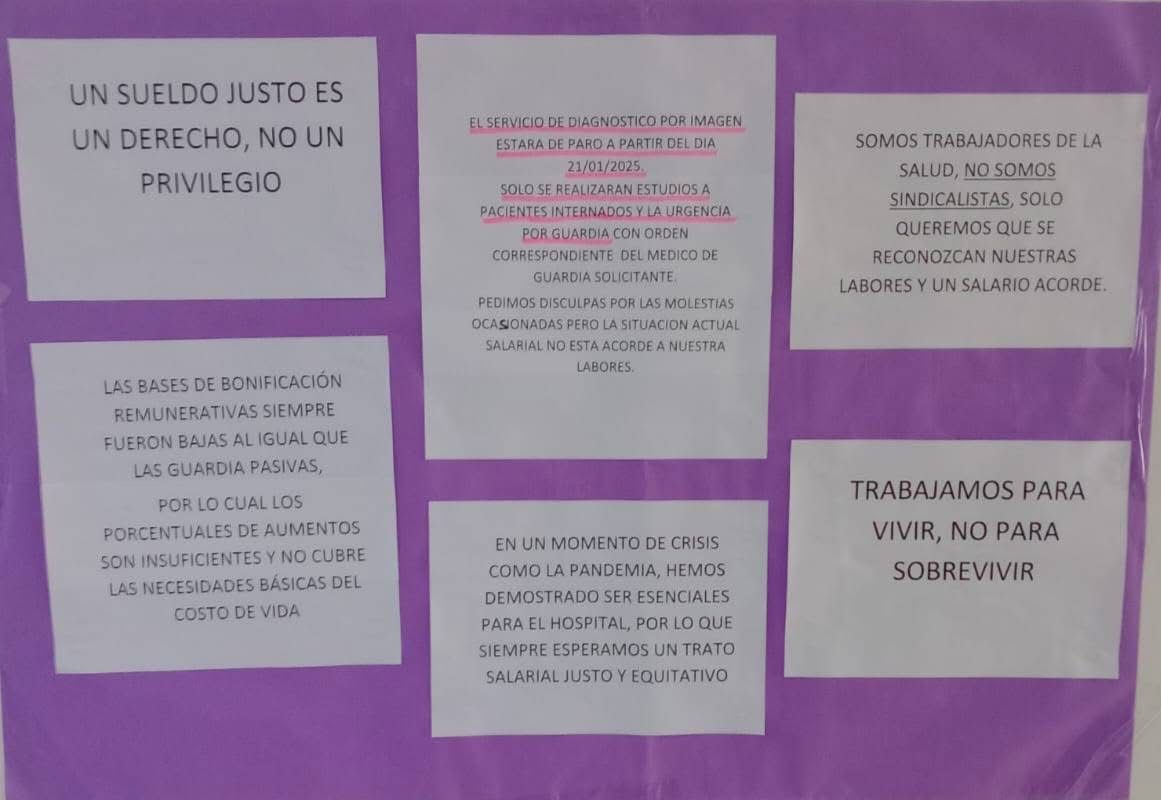 UN SUELDO JUSTO ES
UN DERECHO, NO UN
PRIVILEGIO
EL SERVICIO DE DIAGNOSTICO POR IMAGEN
ESTARA DE PARO A PARTIR DEL DIA
21/01/2025.
SOLO SE REALIZARAN ESTUDIOS A
PACIENTES INTERNADOS Y LA URGENCIA
POR GUARDIA CON ORDEN
CORRESPONDIENTE DEL MEDICO DE
GUARDIA SOLICITANTE.
PEDIMOS DISCULPAS POR LAS MOLESTIAS
OCASIONADAS PERO LA SITUACION ACTUAL
SALARIAL NO ESTA ACORDE A NUESTRA
LABORES.
SOMOS TRABAJADORES DE LA
SALUD, NO SOMOS
SINDICALISTAS, SOLO
QUEREMOS QUE SE
RECONOZCAN NUESTRAS
LABORES Y UN SALARIO ACORDE.
LAS BASES DE BONIFICACIÓN
REMUNERATIVAS SIEMPRE
FUERON BAJAS AL IGUAL QUE
LAS GUARDIA PASIVAS,
POR LO CUAL LOS
PORCENTUALES DE AUMENTOS
SON INSUFICIENTES Y NO CUBRE
LAS NECESIDADES BÁSICAS DEL
COSTO DE VIDA
EN UN MOMENTO DE CRISIS
COMO LA PANDEMIA, HEMOS
DEMOSTRADO SER ESENCIALES
PARA EL HOSPITAL, POR LO QUE
SIEMPRE ESPERAMOS UN TRATO
SALARIAL JUSTO Y EQUITATIVO
TRABAJAMOS PARA
VIVIR, NO PARA
SOBREVIVIR